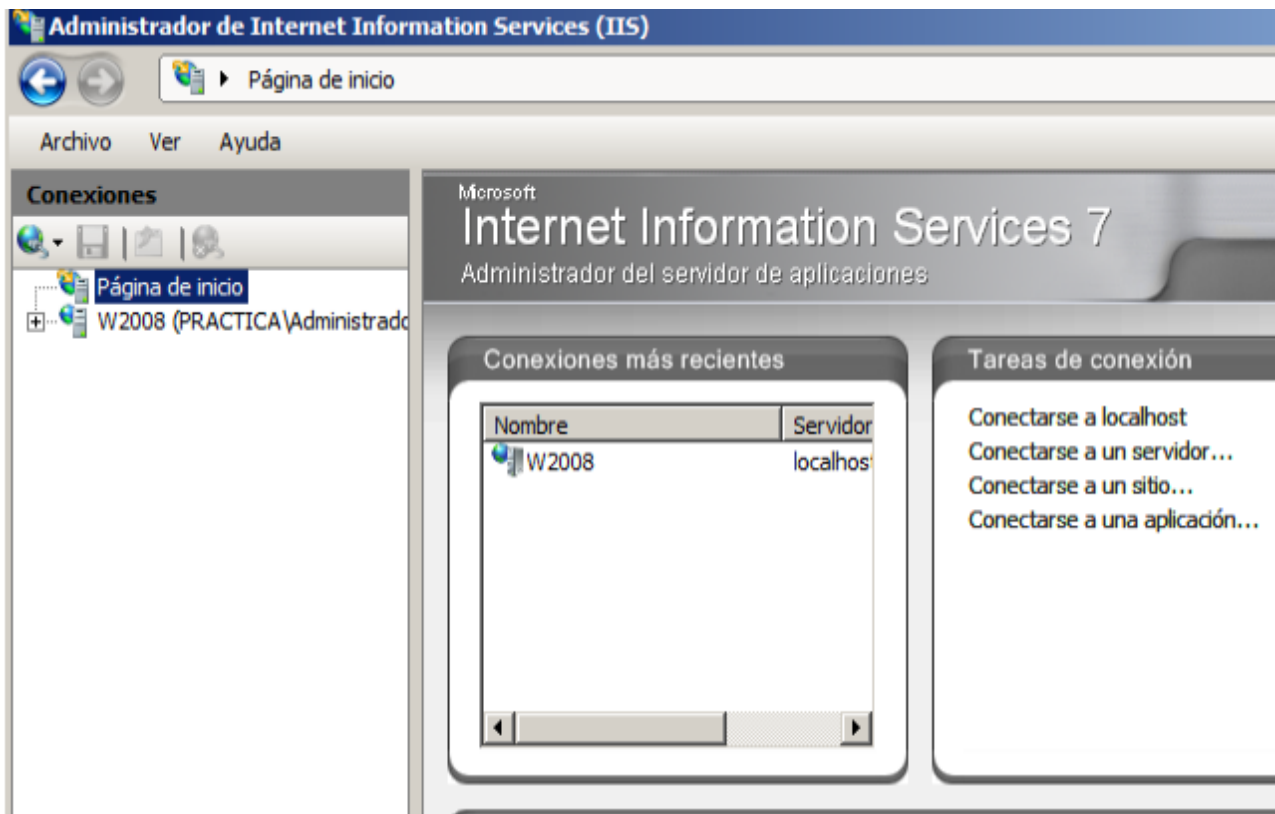 Administrador de Internet Information Services (IIS)
Página de inicio
Archivo Ver Ayuda
Conexiones
Página de inicio
W2008 (PRACTICA\Administrado
Microsoft
Internet Information Services 7
Administrador del servidor de aplicaciones
Conexiones más recientes
Nombre Servidor
W2008 localhost
Tareas de conexión
Conectarse a localhost
Conectarse a un servidor...
Conectarse a un sitio...
Conectarse a una aplicación...